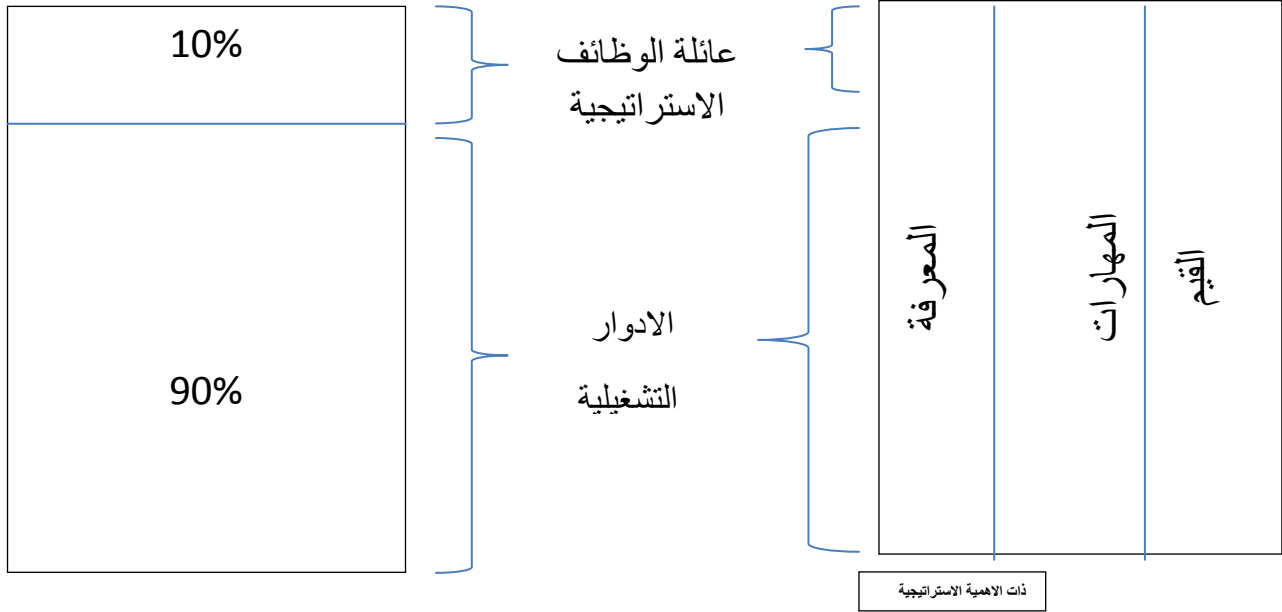 10%
عائلة الوظائف
الاستراتيجية
الادوار
التشغيلية
90%
القيم
المهارات
المعرفة
ذات الاهمية الاستراتيجية